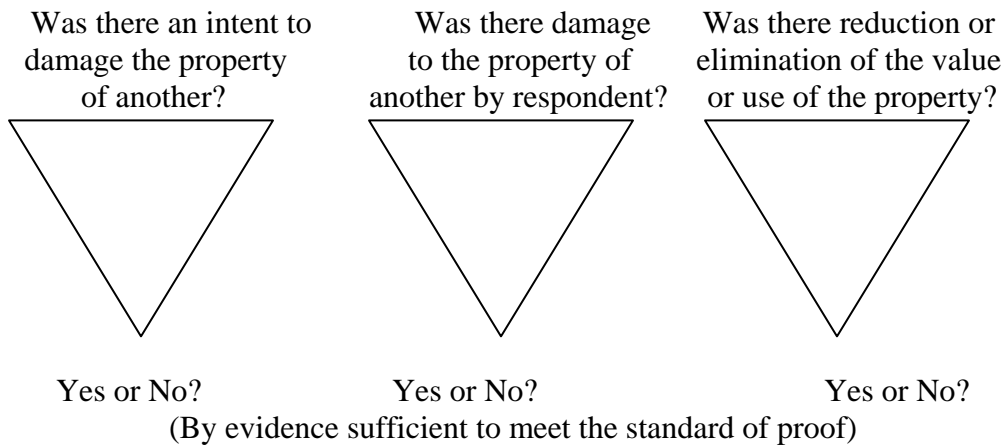 Was there an intent to
damage the property
of another?
Was there damage
to the property of
another by respondent?
Was there reduction or
elimination of the value
or use of the property?
Yes or No?
Yes or No?
Yes or No?
(By evidence sufficient to meet the standard of proof)